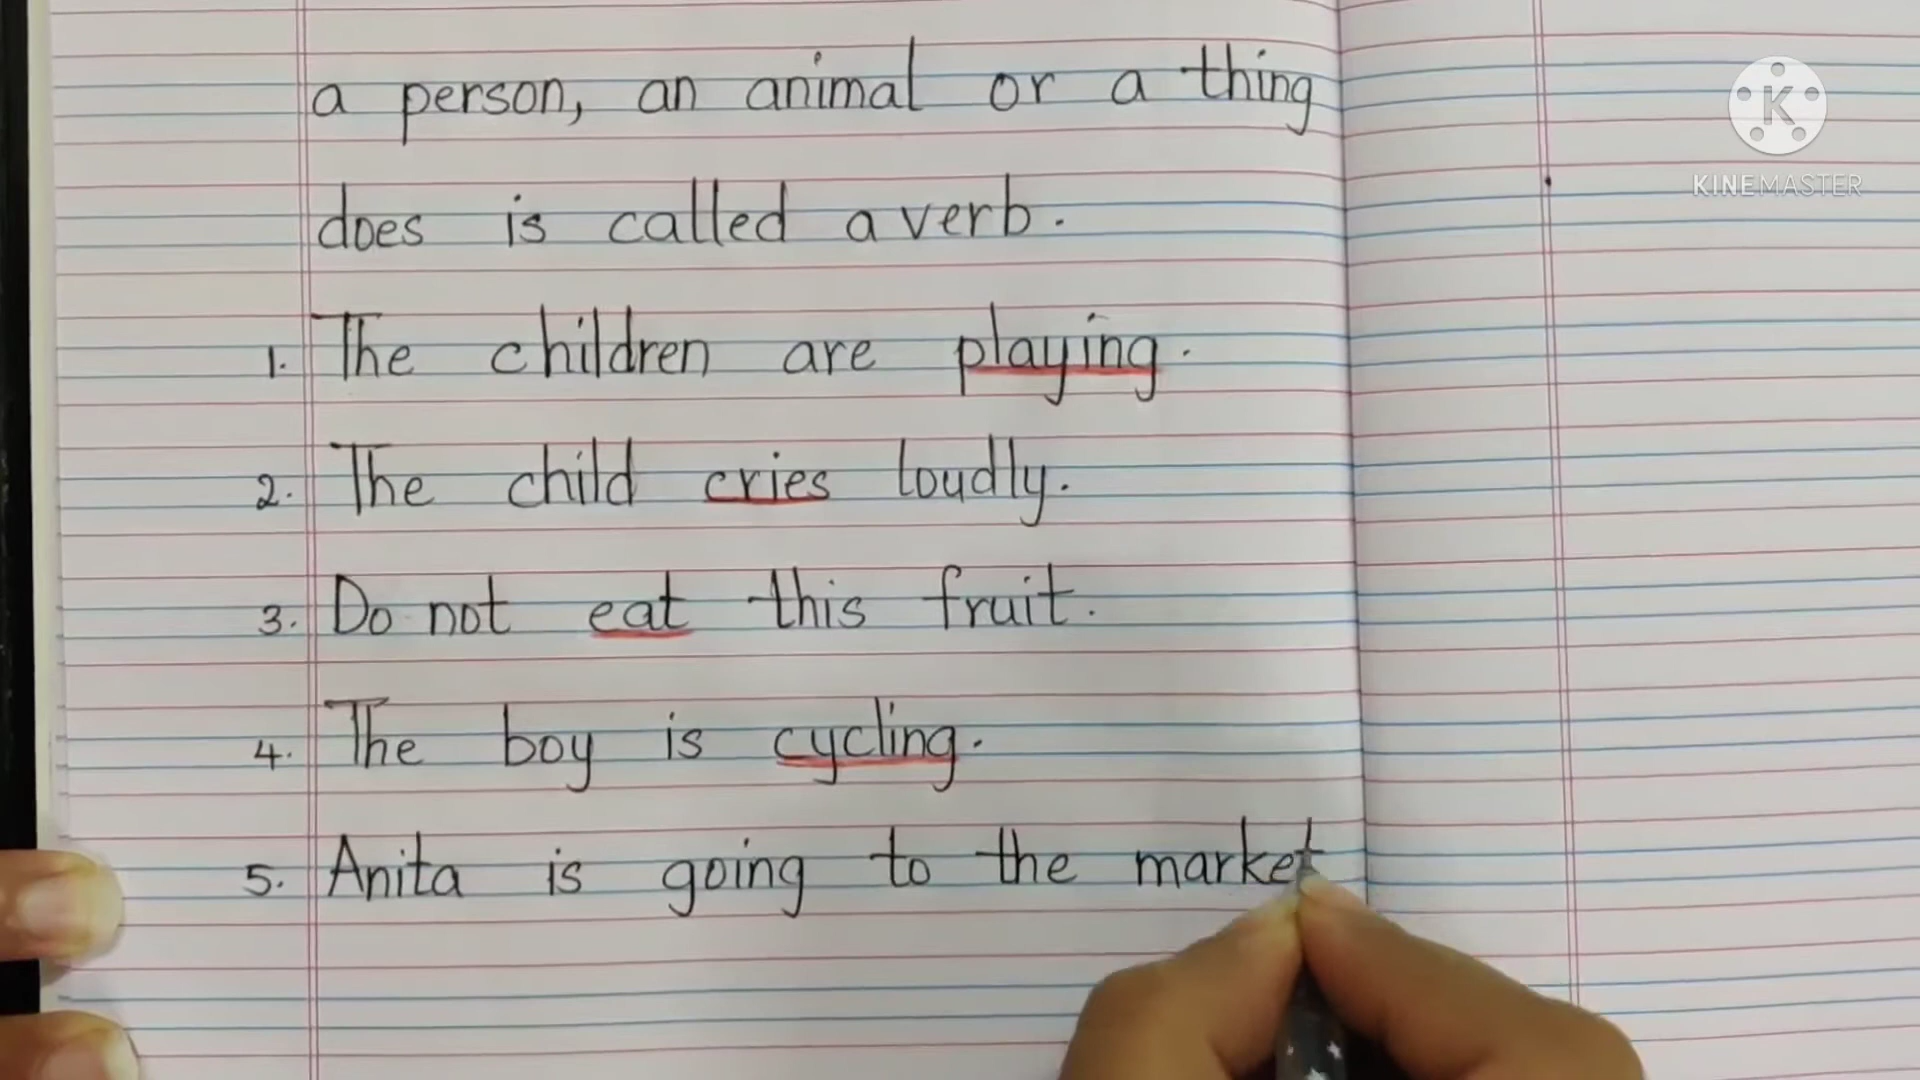 a person, an animal or a thing
does is called a verb.
1. The children are playing.
2. The child cries loudly.
3. Do not eat this fruit.
4. The boy is cycling.
5. Anita is going to the market
K
KINEMASTER